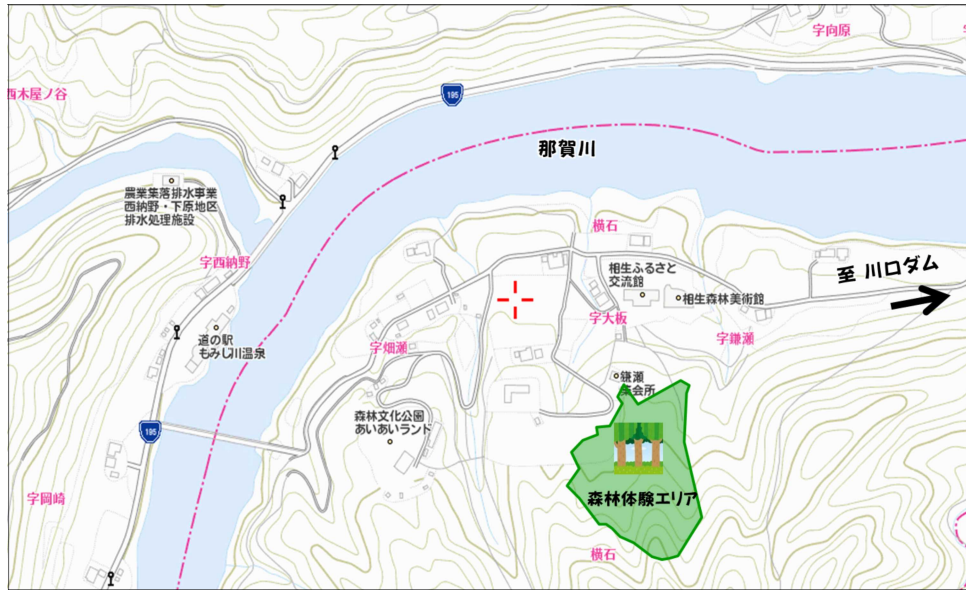 字向原
西木屋ノ谷
195
那賀川
農業集落排水事業
西納野・下原地区
排水処理施設
横石
字西納野
相生ふるさと
交流館
至 川口ダム
相生森林美術館
字大板
字鎌瀬
道の駅
もみじ川温泉
字畑瀬
鎌瀬
集会所
森林文化公園
あいあいランド
195
字岡崎
森林体験エリア
横石